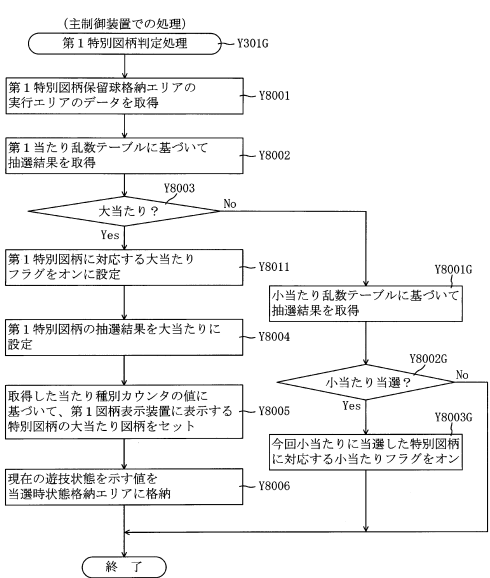 (主制御装置での処理)
第1特別図柄判定処理
Y301G
第1特別図柄保留球格納エリアの
実行エリアのデータを取得
Y8001
第1当たり乱数テーブルに基づいて
抽選結果を取得
Y8002
Y8003
大当たり?
No
Yes
第1特別図柄に対応する大当たり
フラグをオンに設定
Y8011
Y8001G
小当たり乱数テーブルに基づいて
抽選結果を取得
第1特別図柄の抽選結果を大当たりに
設定
Y8004
Y8002G
小当たり当選?
No
Yes
取得した当たり種別カウンタの値に
基づいて、第1図柄表示装置に表示する
特別図柄の大当たり図柄をセット
Y8005
Y8003G
今回小当たりに当選した特別図柄
に対応する小当たりフラグをオン
現在の遊技状態を示す値を
当選時状態格納エリアに格納
Y8006
終 了